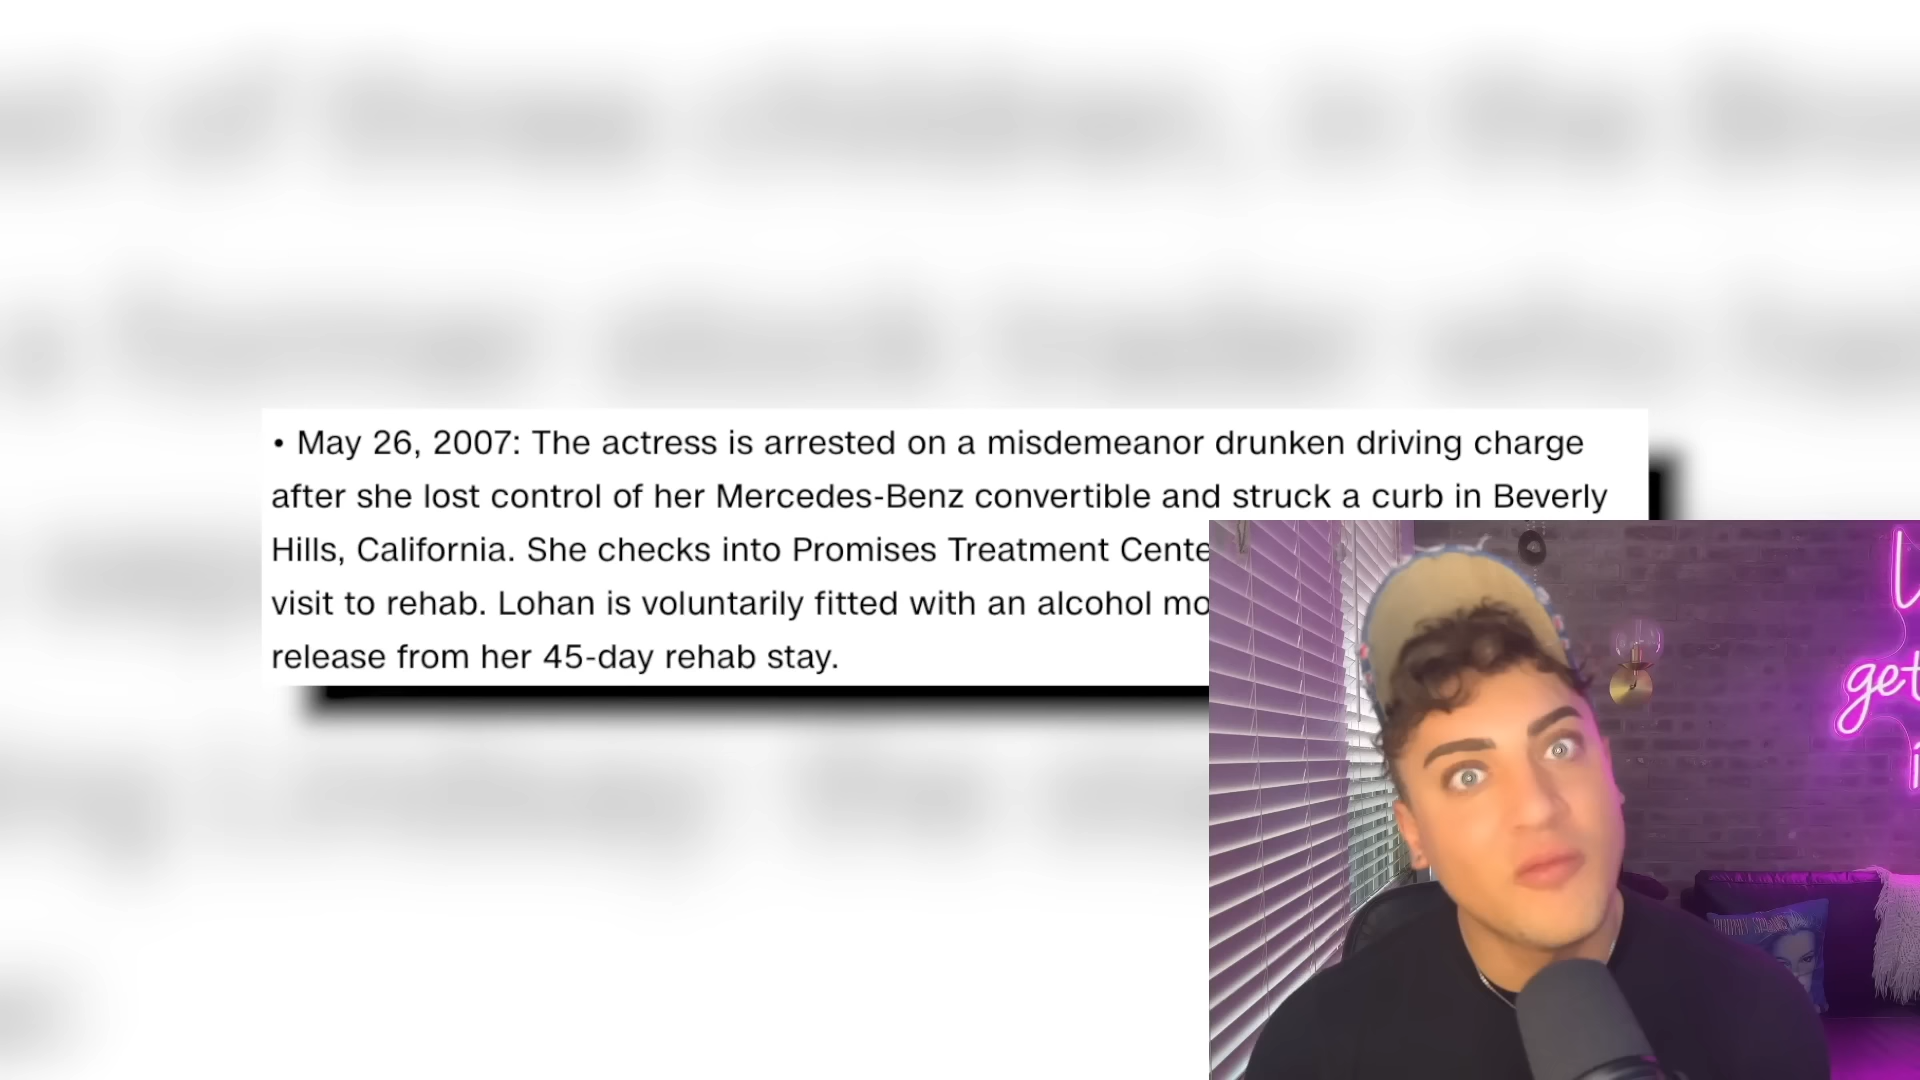 • May 26, 2007: The actress is arrested on a misdemeanor drunken driving charge
after she lost control of her Mercedes-Benz convertible and struck a curb in Beverly
Hills, California. She checks into Promises Treatment Cente
visit to rehab. Lohan is voluntarily fitted with an alcohol mo
release from her 45-day rehab stay.
get